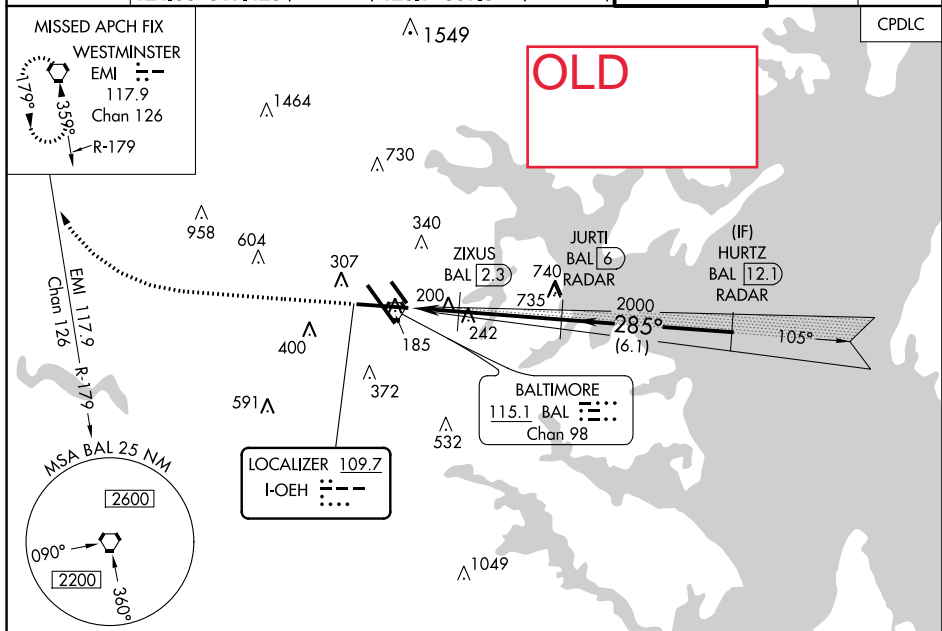 CPDLC
MISSED APCH FIX
WESTMINSTER
EMI
117.9
Chan 126
179°
359°
R-179
1549
OLD
1464
730
958
604
340
307
ZIXUS
BAL 2.3
JURTI
BAL 6
RADAR
(IF)
HURTZ
BAL 12.1
RADAR
740
735
200
242
185
2000
285°
(6.1)
105°
EMI 117.9
Chan 126
R-179
400
372
591
532
BALTIMORE
115.1 BAL
Chan 98
LOCALIZER 109.7
I-OEH
MSA BAL 25 NM
2600
090°
2200
360°
1049